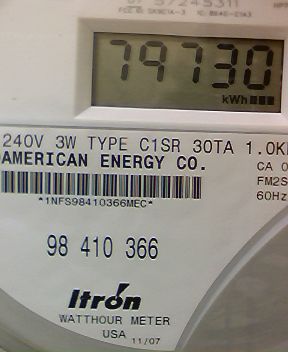 79730
kWh
240V 3W TYPE C1SR 30TA 1.0K
AMERICAN ENERGY CO.
CA 0
FM2S
60Hz
*1NFS98410366MEC*
98 410 366
Itron
WATTHOUR METER
USA 11/07